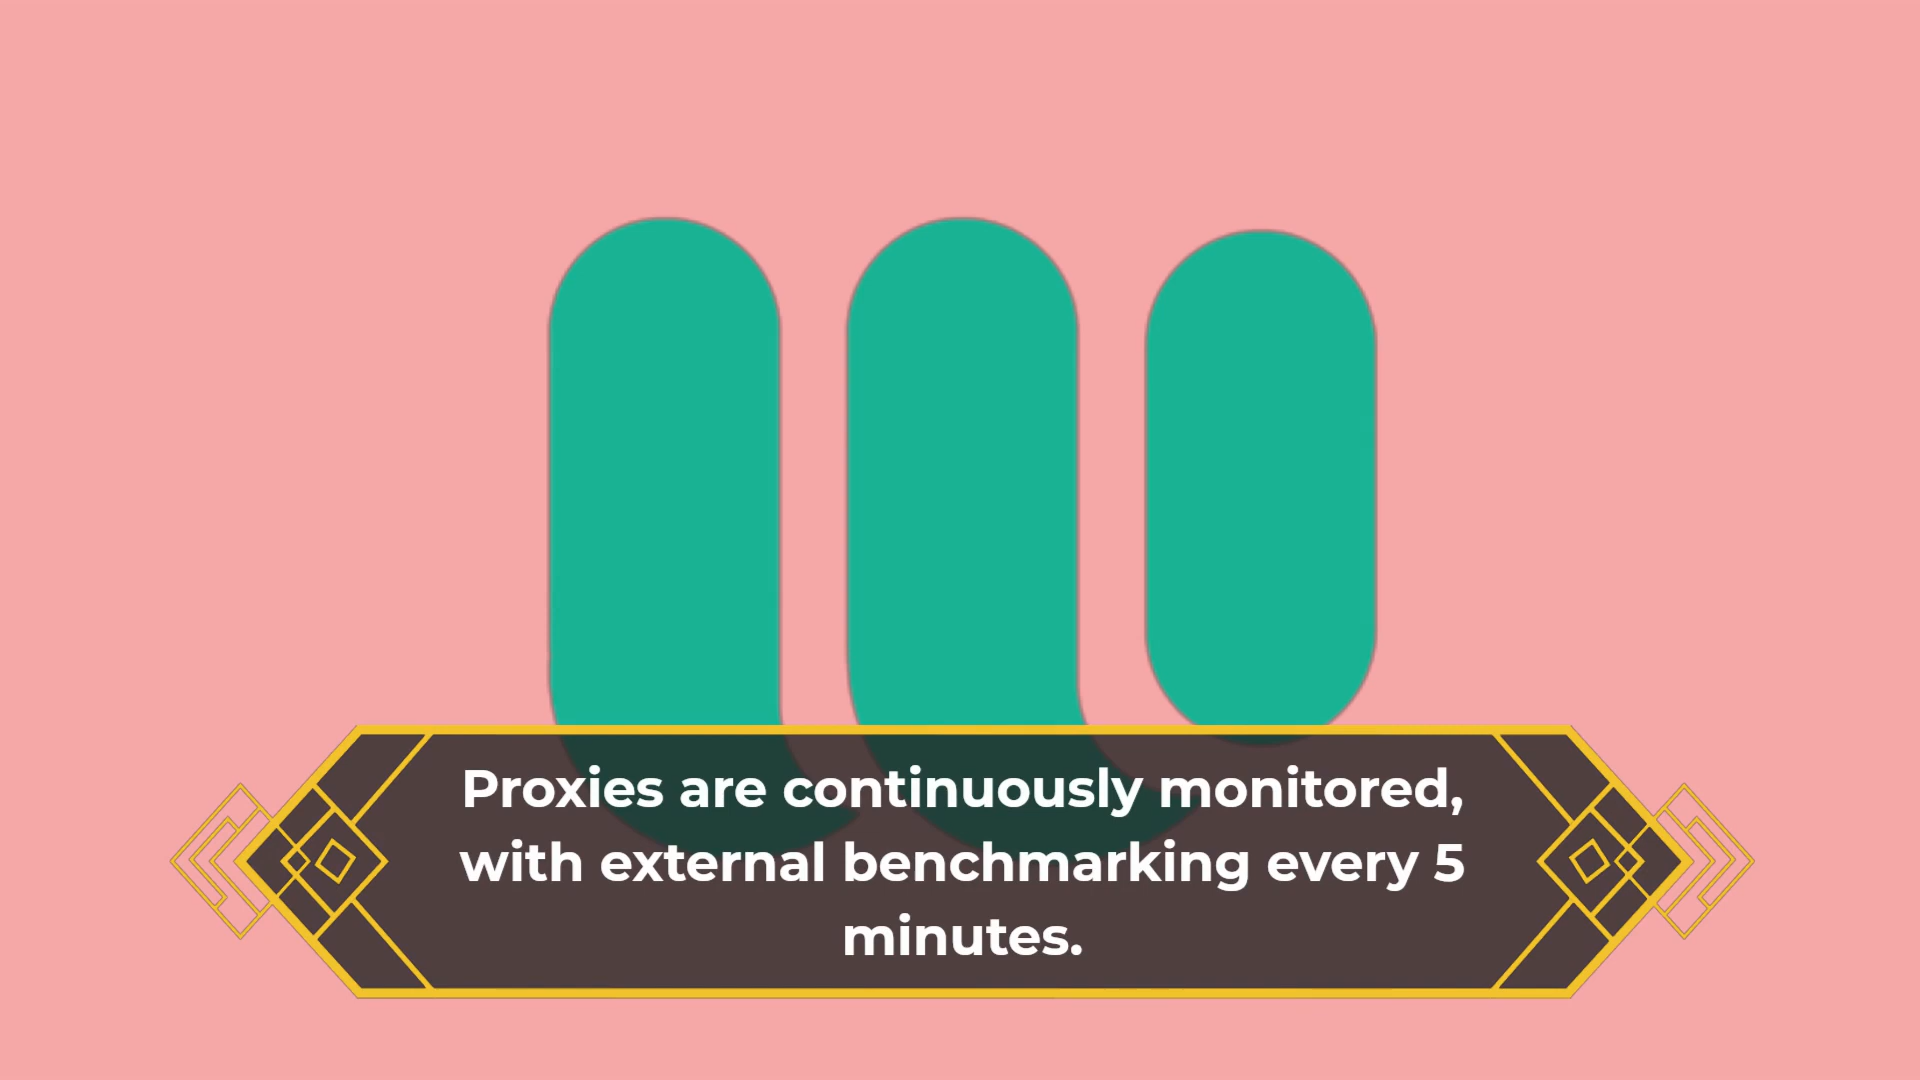 Proxies are continuously monitored,
with external benchmarking every 5
minutes.